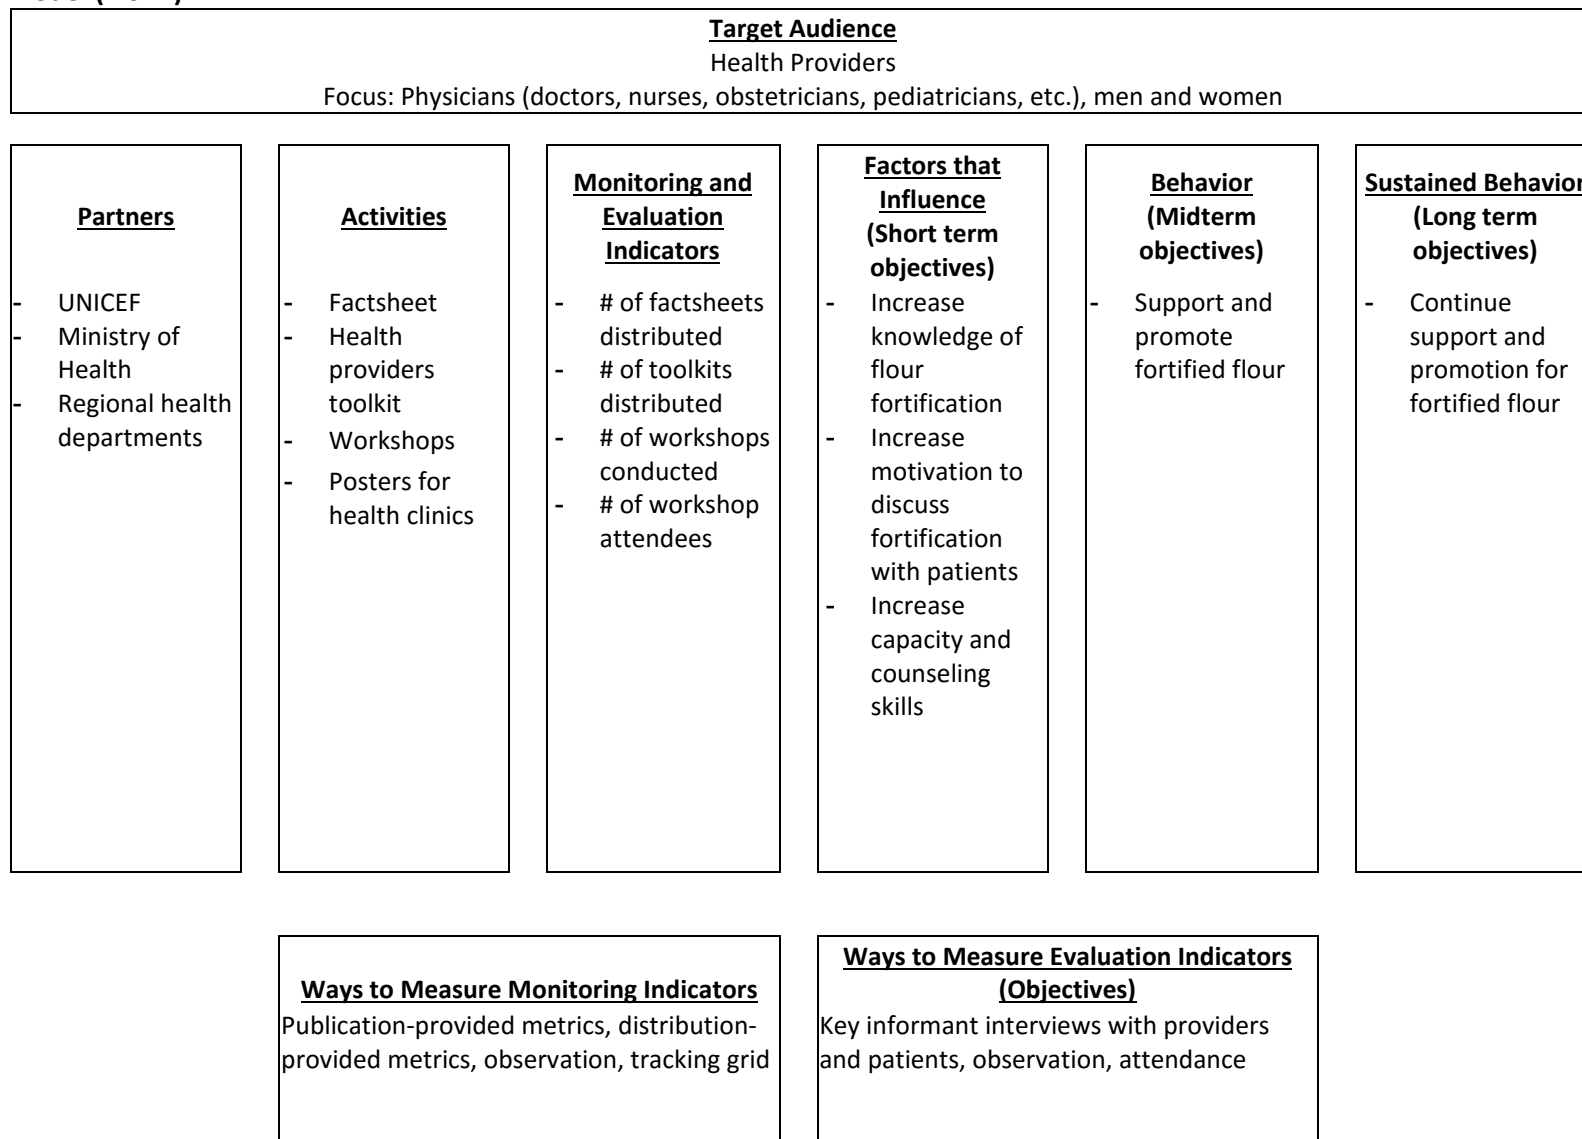 Target Audience
Health Providers
Focus: Physicians (doctors, nurses, obstetricians, pediatricians, etc.), men and women
Partners
- UNICEF
- Ministry of
Health
- Regional health
departments
Activities
- Factsheet
- Health
providers
toolkit
- Workshops
- Posters for
health clinics
Monitoring and
Evaluation
Indicators
- # of factsheets
distributed
- # of toolkits
distributed
- # of workshops
conducted
- # of workshop
attendees
Factors that
Influence
(Short term
objectives)
- Increase
knowledge of
flour
fortification
- Increase
motivation to
discuss
fortification
with patients
- Increase
capacity and
counseling
skills
Behavior
(Midterm
objectives)
- Support and
promote
fortified flour
Sustained Behavior
(Long term
objectives)
- Continue
support and
promotion for
fortified flour
Ways to Measure Monitoring Indicators
Publication-provided metrics, distribution-
provided metrics, observation, tracking grid
Ways to Measure Evaluation Indicators
(Objectives)
Key informant interviews with providers
and patients, observation, attendance